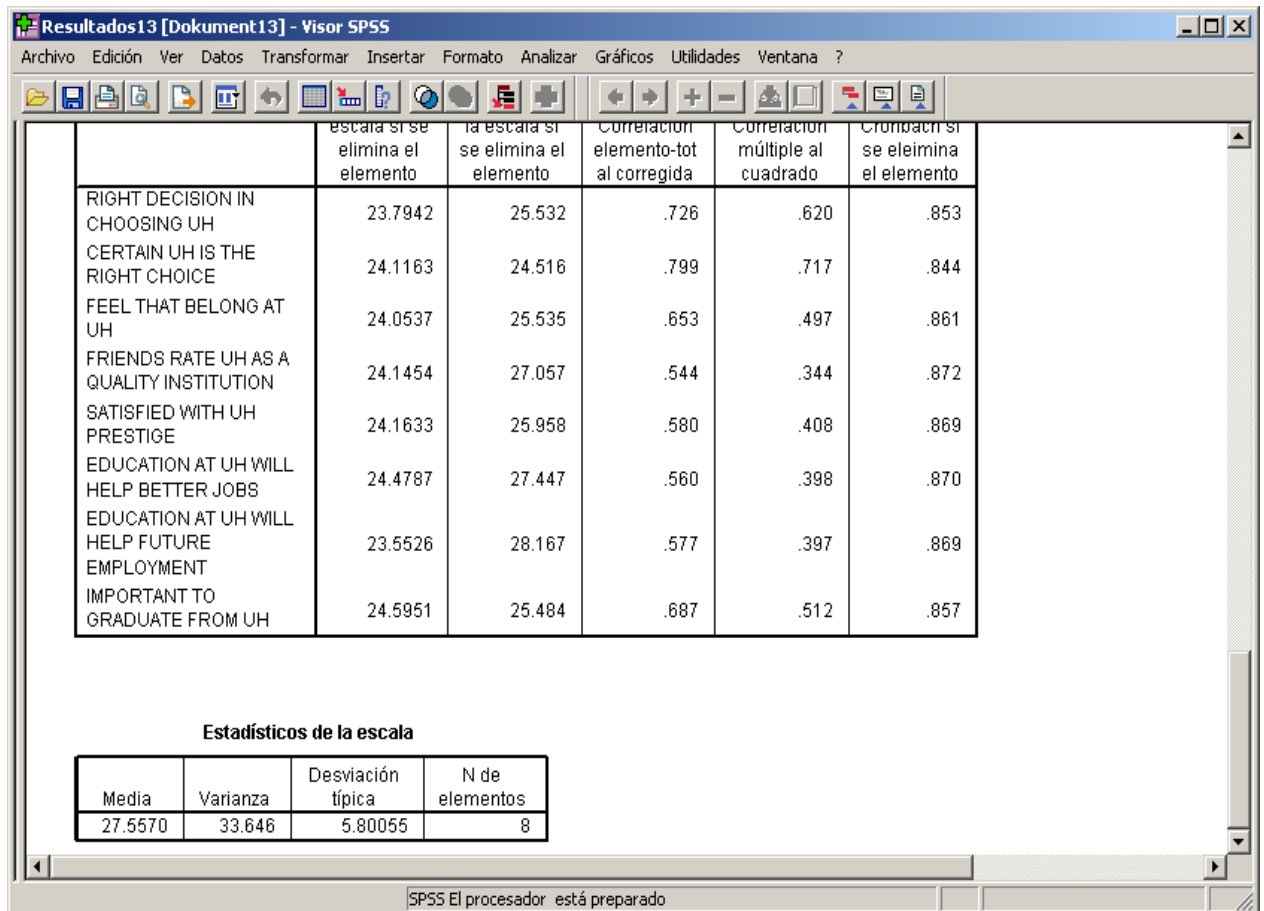 Resultados13 [Dokument13] - Visor SPSS
Archivo Edición Ver Datos Transformar Insertar Formato Analizar Gráficos Utilidades Ventana ?
escala si se la escala si Correlación Correlación Cronbach si
elimina el se elimina el elemento-tot múltiple al se eleimina
elemento elemento al corregida cuadrado el elemento
RIGHT DECISION IN
CHOOSING UH 23.7942 25.532 .726 .620 .853
CERTAIN UH IS THE
RIGHT CHOICE 24.1163 24.516 .799 .717 .844
FEEL THAT BELONG AT
UH 24.0537 25.535 .653 .497 .861
FRIENDS RATE UH AS A
QUALITY INSTITUTION 24.1454 27.057 .544 .344 .872
SATISFIED WITH UH
PRESTIGE 24.1633 25.958 .580 .408 .869
EDUCATION AT UH WILL
HELP BETTER JOBS 24.4787 27.447 .560 .398 .870
EDUCATION AT UH WILL
HELP FUTURE 23.5526 28.167 .577 .397 .869
EMPLOYMENT
IMPORTANT TO
GRADUATE FROM UH 24.5951 25.484 .687 .512 .857
Estadísticos de la escala
Desviación N de
Media Varianza típica elementos
27.5570 33.646 5.80055 8
SPSS El procesador está preparado